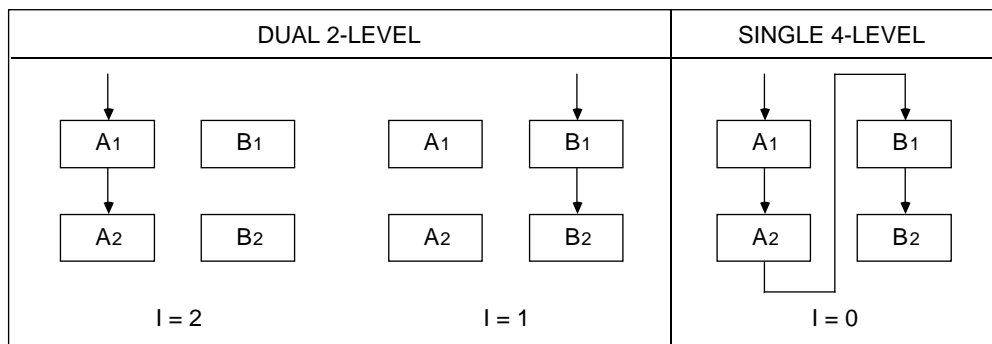 DUAL 2-LEVEL SINGLE 4-LEVEL
A1 B1 A1 B1 A1 B1
A2 B2 A2 B2 A2 B2
I = 2 I = 1 I = 0